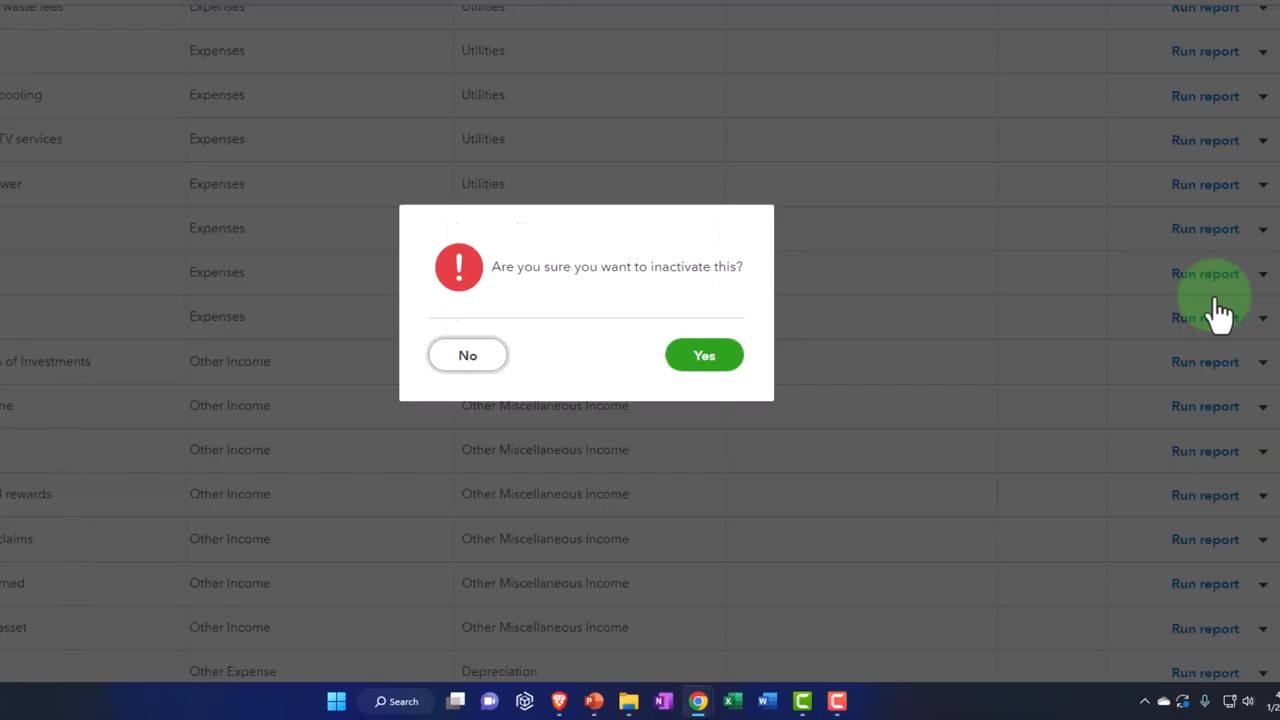 waste fees Expenses Utilities Run report
Expenses Utilities Run report
cooling Expenses Utilities Run report
TV services Expenses Utilities Run report
wer Expenses Utilities Run report
Expenses Run report
Expenses Run report
Expenses
s of Investments Other Income Run report
ne Other Income Other Miscellaneous Income Run report
Other Income Other Miscellaneous Income Run report
l rewards Other Income Other Miscellaneous Income Run report
claims Other Income Other Miscellaneous Income Run report
rned Other Income Other Miscellaneous Income Run report
asset Other Income Other Miscellaneous Income Run report
Other Expense Depreciation Run report
Are you sure you want to inactivate this?
No Yes
Search